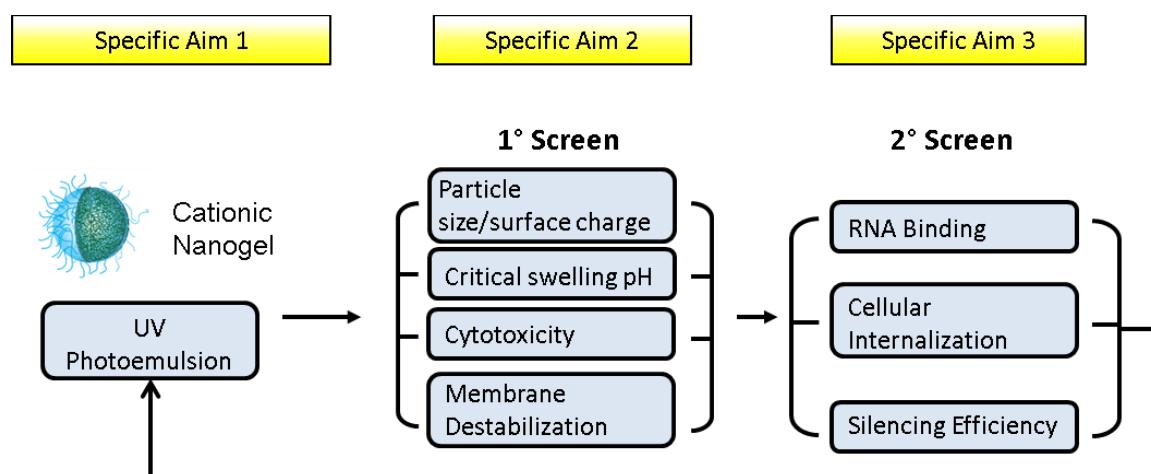 Specific Aim 1
Specific Aim 2
Specific Aim 3
1° Screen
2° Screen
Cationic
Nanogel
UV
Photoemulsion
Particle
size/surface charge
Critical swelling pH
Cytotoxicity
Membrane
Destabilization
RNA Binding
Cellular
Internalization
Silencing Efficiency